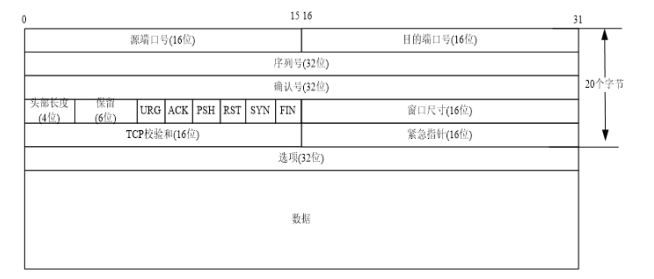 0 15 16 31
源端口号(16位) 目的端口号(16位)
序列号(32位)
确认号(32位)
20个字节
头部长度 保留
(4位) (6位) URG ACK PSH RST SYN FIN 窗口尺寸(16位)
TCP校验和(16位) 紧急指针(16位)
选项(32位)
数据